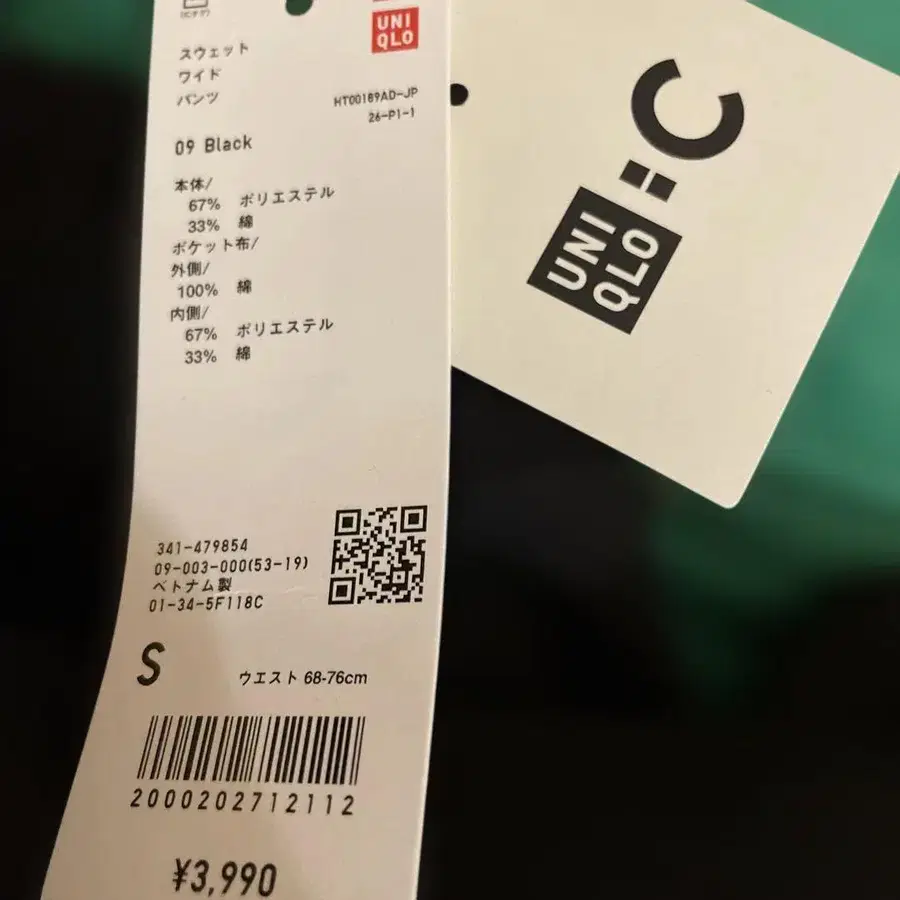 (ICタグ)
UNI
QLO
スウェット
ワイド
パンツ
HT00189AD-JP
26-P1-1
09 Black
本体/
67% ポリエステル
33% 綿
ポケット布/
外側/
100% 綿
内側/
67% ポリエステル
33% 綿
341-479854
09-003-000(53-19)
ベトナム製
01-34-5F118C
S
ウエスト 68-76cm
2000202712112
¥3,990
UNI
QLO
: C